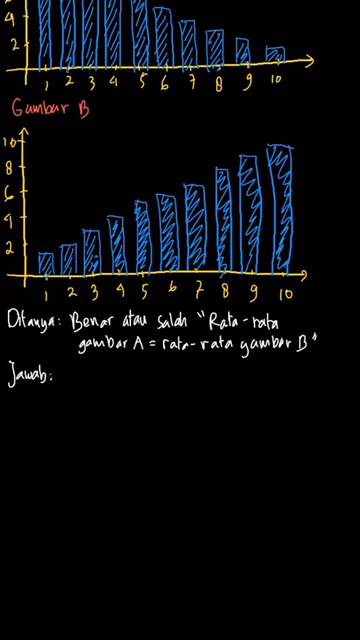 4
2
1 2 3 4 5 6 7 8 9 10
Gambar B
10
8
6
4
2
1 2 3 4 5 6 7 8 9 10
Ditanya: Benar atau salah "Rata-rata
gambar A = rata-rata gambar B"
Jawab: